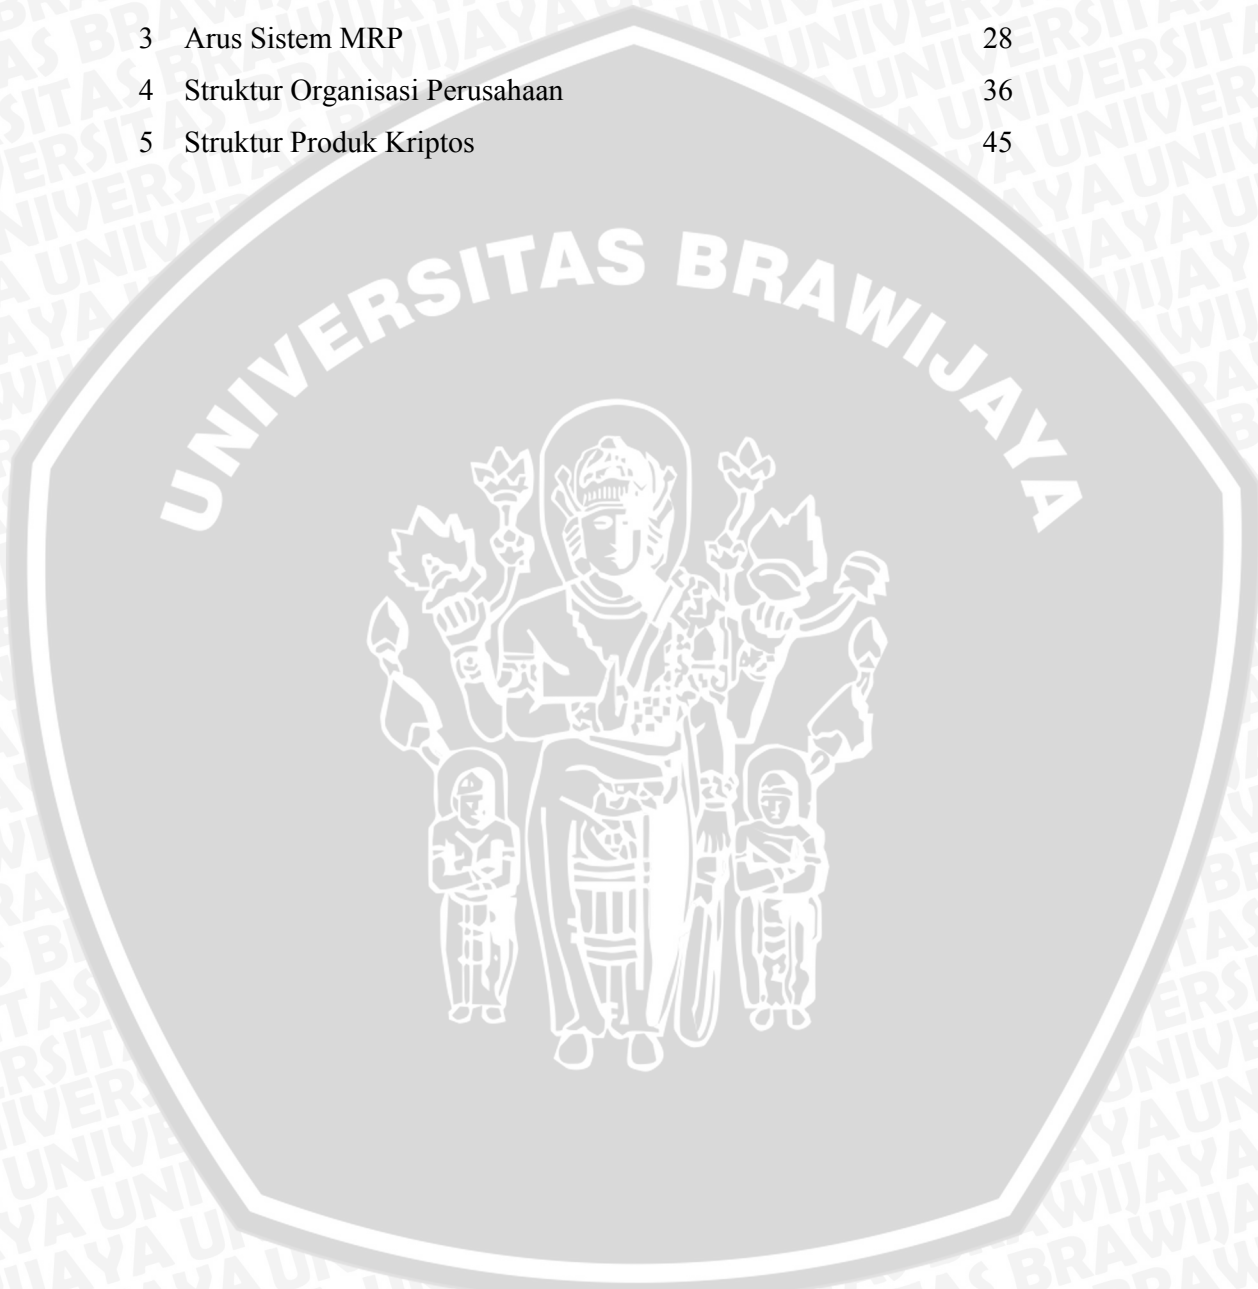 3 Arus Sistem MRP 28
4 Struktur Organisasi Perusahaan 36
5 Struktur Produk Kriptos 45
UNIVERSITAS BRAWIJAYA